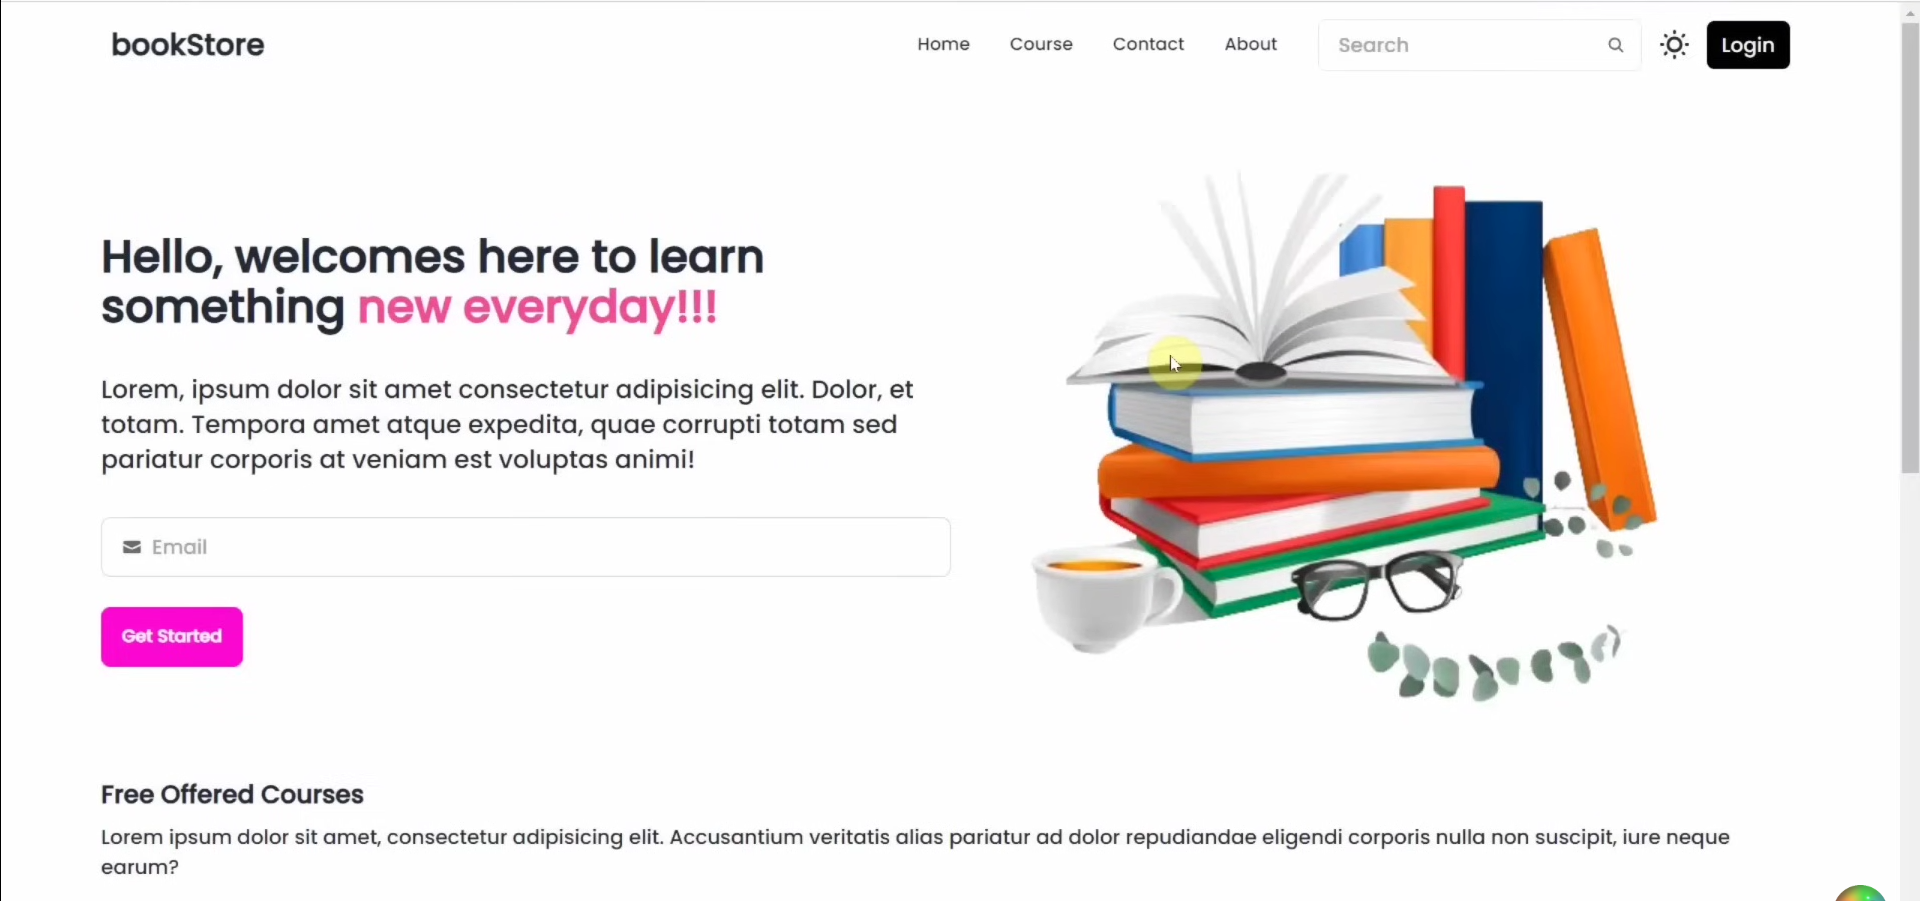 bookStore
Home
Course
Contact
About
Search
Login
Hello, welcomes here to learn
something new everyday!!!
Lorem, ipsum dolor sit amet consectetur adipisicing elit. Dolor, et
totam. Tempora amet atque expedita, quae corrupti totam sed
pariatur corporis at veniam est voluptas animi!
Email
Get Started
Free Offered Courses
Lorem ipsum dolor sit amet, consectetur adipisicing elit. Accusantium veritatis alias pariatur ad dolor repudiandae eligendi corporis nulla non suscipit, iure neque
earum?